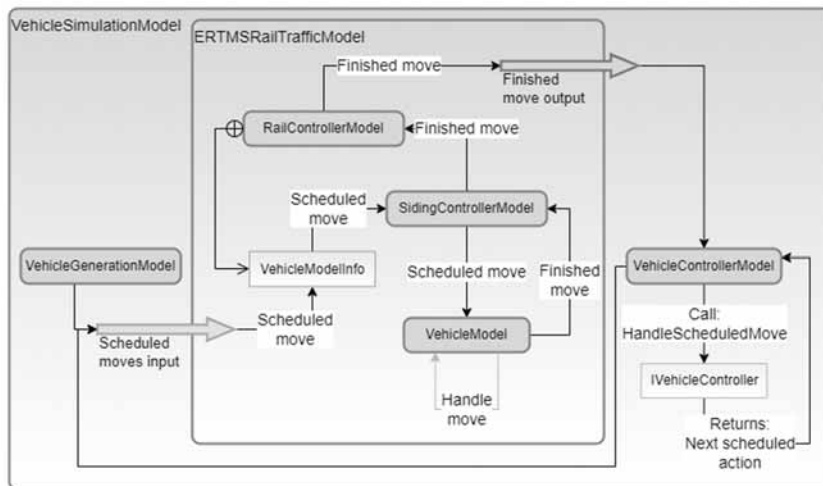 VehicleSimulationModel
ERTMSRailTrafficModel
Finished move
Finished
move output
RailControllerModel
Finished move
Scheduled
move
SidingControllerModel
VehicleGenerationModel
VehicleModelInfo
Scheduled move
Finished
move
VehicleControllerModel
Scheduled
moves input
Scheduled
move
VehicleModel
Call:
HandleScheduledMove
IVehicleController
Handle
move
Returns:
Next scheduled
action